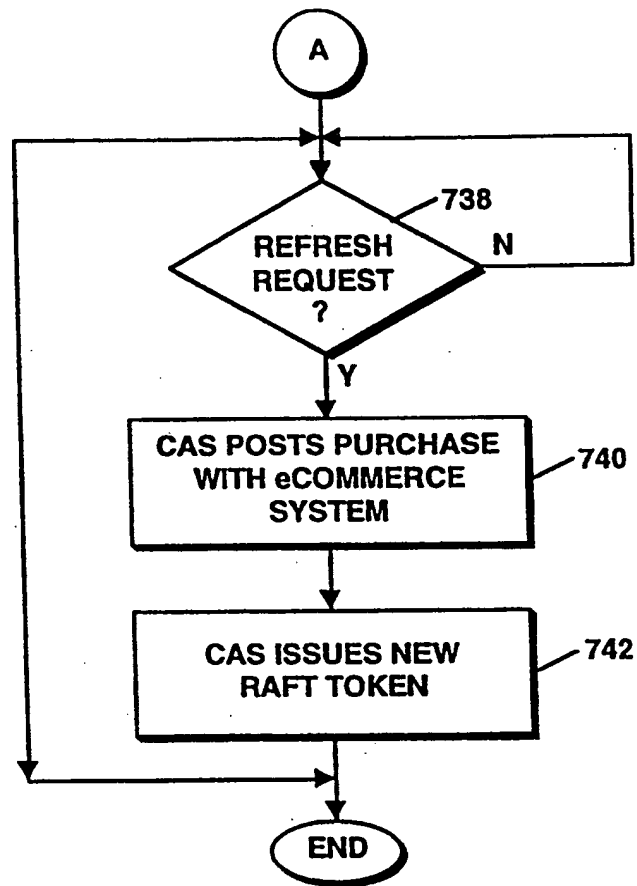 A
738
REFRESH
REQUEST
?
N
Y
CAS POSTS PURCHASE
WITH eCOMMERCE
SYSTEM
740
CAS ISSUES NEW
RAFT TOKEN
742
END